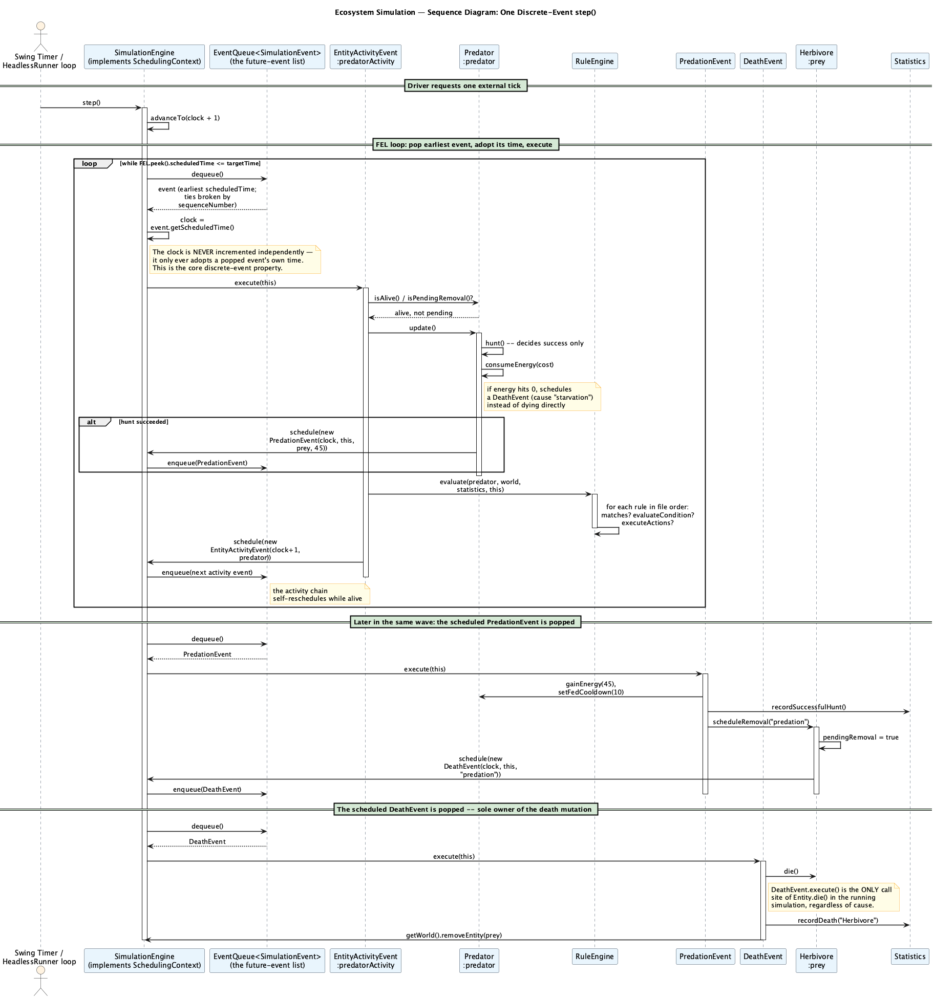 Ecosystem Simulation — Sequence Diagram: One Discrete-Event step()
Swing Timer /
HeadlessRunner loop
SimulationEngine
(implements SchedulingContext)
EventQueue<SimulationEvent>
(the future-event list)
EntityActivityEvent
:predatorActivity
Predator
:predator
RuleEngine
PredationEvent
DeathEvent
Herbivore
:prey
Statistics
Driver requests one external tick
step()
advanceTo(clock + 1)
FEL loop: pop earliest event, adopt its time, execute
loop
[while FEL.peek().scheduledTime <= targetTime]
dequeue()
event (earliest scheduledTime;
ties broken by
sequenceNumber)
clock =
event.getScheduledTime()
The clock is NEVER incremented independently —
it only ever adopts a popped event's own time.
This is the core discrete-event property.
execute(this)
isAlive() / isPendingRemoval()?
alive, not pending
update()
hunt() -- decides success only
consumeEnergy(cost)
if energy hits 0, schedules
a DeathEvent (cause "starvation")
instead of dying directly
alt
[hunt succeeded]
schedule(new
PredationEvent(clock, this,
prey, 45))
enqueue(PredationEvent)
evaluate(predator, world,
statistics, this)
for each rule in file order:
matches? evaluateCondition?
executeActions?
schedule(new
EntityActivityEvent(clock+1,
predator))
enqueue(next activity event)
the activity chain
self-reschedules while alive
Later in the same wave: the scheduled PredationEvent is popped
dequeue()
PredationEvent
execute(this)
gainEnergy(45),
setFedCooldown(10)
recordSuccessfulHunt()
scheduleRemoval("predation")
pendingRemoval = true
schedule(new
DeathEvent(clock, this,
"predation"))
enqueue(DeathEvent)
The scheduled DeathEvent is popped -- sole owner of the death mutation
dequeue()
DeathEvent
execute(this)
die()
DeathEvent.execute() is the ONLY call
site of Entity.die() in the running
simulation, regardless of cause.
recordDeath("Herbivore")
getWorld().removeEntity(prey)
Swing Timer /
HeadlessRunner loop
SimulationEngine
(implements SchedulingContext)
EventQueue<SimulationEvent>
(the future-event list)
EntityActivityEvent
:predatorActivity
Predator
:predator
RuleEngine
PredationEvent
DeathEvent
Herbivore
:prey
Statistics